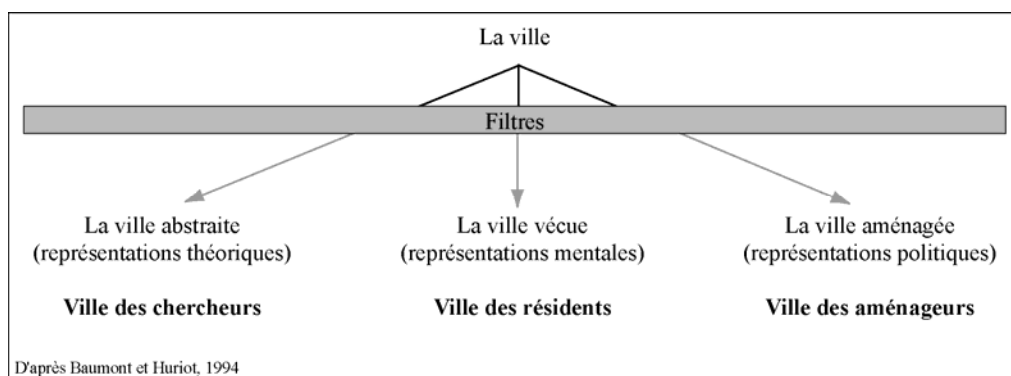 La ville
Filtres
La ville abstraite
(représentations théoriques)
Ville des chercheurs
La ville vécue
(représentations mentales)
Ville des résidents
La ville aménagée
(représentations politiques)
Ville des aménageurs
D'après Baumont et Huriot, 1994